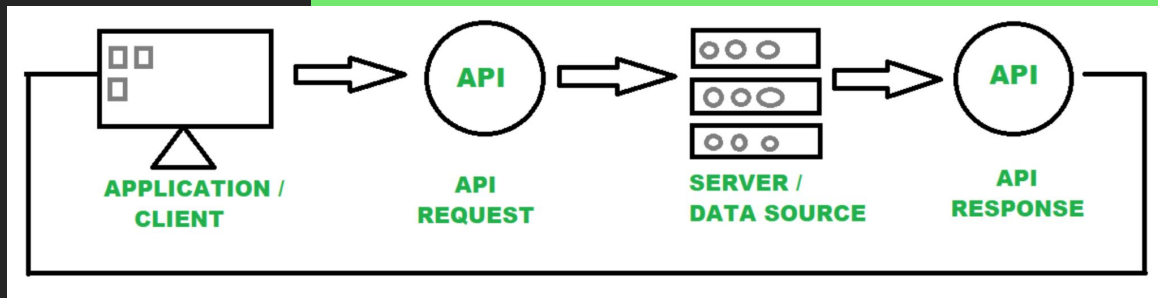 API
API
APPLICATION /
CLIENT
API
REQUEST
SERVER /
DATA SOURCE
API
RESPONSE